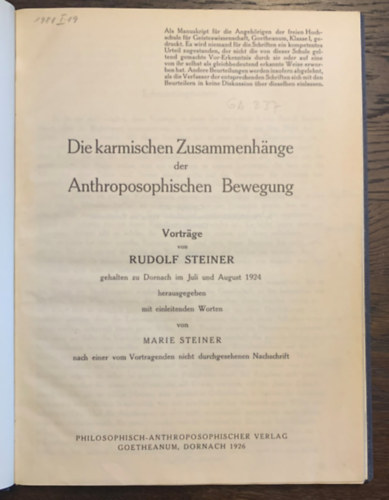 Als Manuskript für die Angehörigen der freien Hoch-
schule für Geisteswissenschaft, Goetheanum, Klasse I, ge-
druckt. Es wird niemand für die Schriften ein kompetentes
Urteil zugestanden, der nicht die von dieser Schule gel-
tend gemachte Vor-Erkenntnis durch sie oder auf eine
von ihr selbst als gleichbedeutend erkannte Weise erwor-
ben hat. Andere Beurteilungen werden insofern abgelehnt,
als die Verfasser der entsprechenden Schriften sich mit den
Beurteilern in keine Diskussion über dieselben einlassen.
Die karmischen Zusammenhänge
der
Anthroposophischen Bewegung
Vorträge
von
RUDOLF STEINER
gehalten zu Dornach im Juli und August 1924
herausgegeben
mit einleitenden Worten
von
MARIE STEINER
nach einer vom Vortragenden nicht durchgesehenen Nachschrift
PHILOSOPHISCH-ANTHROPOSOPHISCHER VERLAG
GOETHEANUM, DORNACH 1926